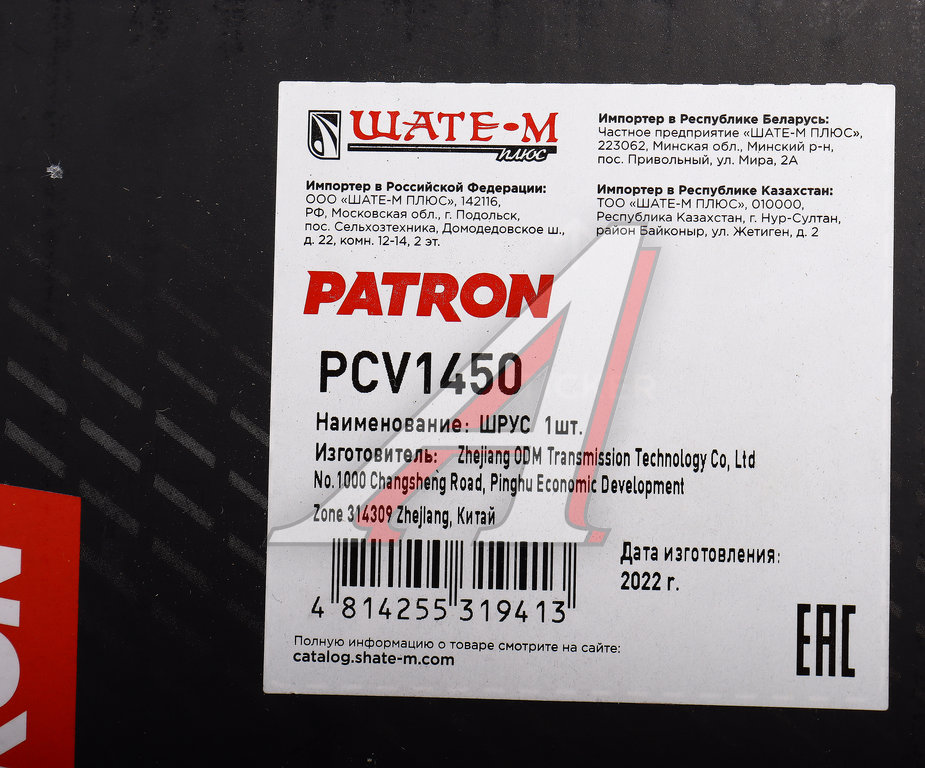 ШАТЕ-М
плюс
Импортер в Российской Федерации:
ООО «ШАТЕ-М ПЛЮС», 142116,
РФ, Московская обл., г. Подольск,
пос. Сельхозтехника, Домодедовское ш.,
д. 22, комн. 12-14, 2 эт.
Импортер в Республике Беларусь:
Частное предприятие «ШАТЕ-М ПЛЮС»,
223062, Минская обл., Минский р-н,
пос. Привольный, ул. Мира, 2А
Импортер в Республике Казахстан:
ТОО «ШАТЕ-М ПЛЮС», 010000,
Республика Казахстан, г. Нур-Султан,
район Байконыр, ул. Жетиген, д. 2
PATRON
PCV1450
Наименование: ШРУС 1шт.
Изготовитель: Zhejiang ODM Transmission Technology Co, Ltd
No.1000 Changsheng Road, Pinghu Economic Development
Zone 314309 Zhejiang, Китай
4 814255 319413
Дата изготовления:
2022 г.
Полную информацию о товаре смотрите на сайте:
catalog.shate-m.com
EAC